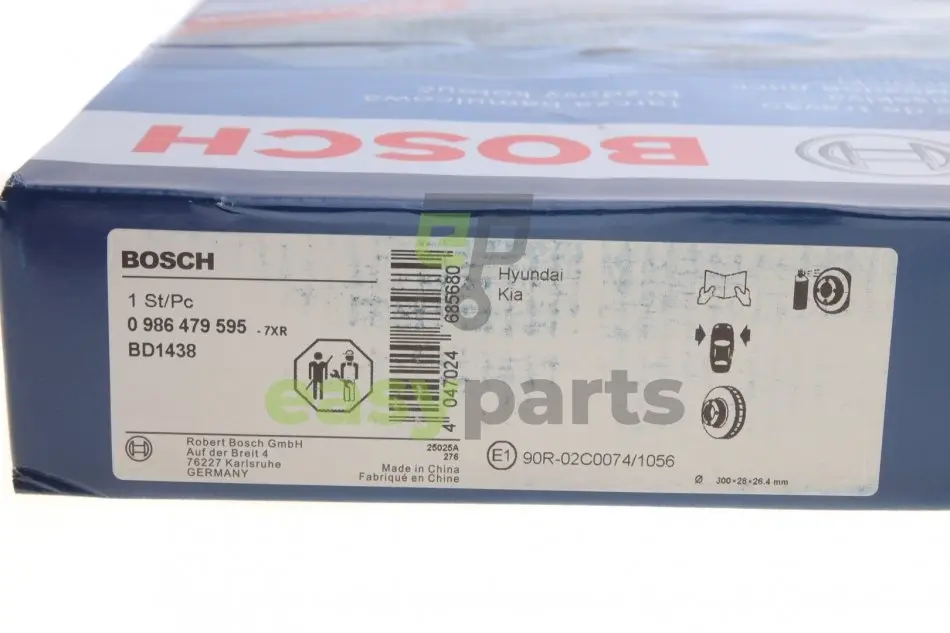 BOSCH
BOSCH
1 St/Pc
0 986 479 595 -7XR
BD1438
4 047024 685680
Hyundai
Kia
easyparts
Robert Bosch GmbH
Auf der Breit 4
76227 Karlsruhe
GERMANY
25025A
276
Made in China
Fabriqué en Chine
E1 90R-02C0074/1056
Ø 300×28×26.4 mm